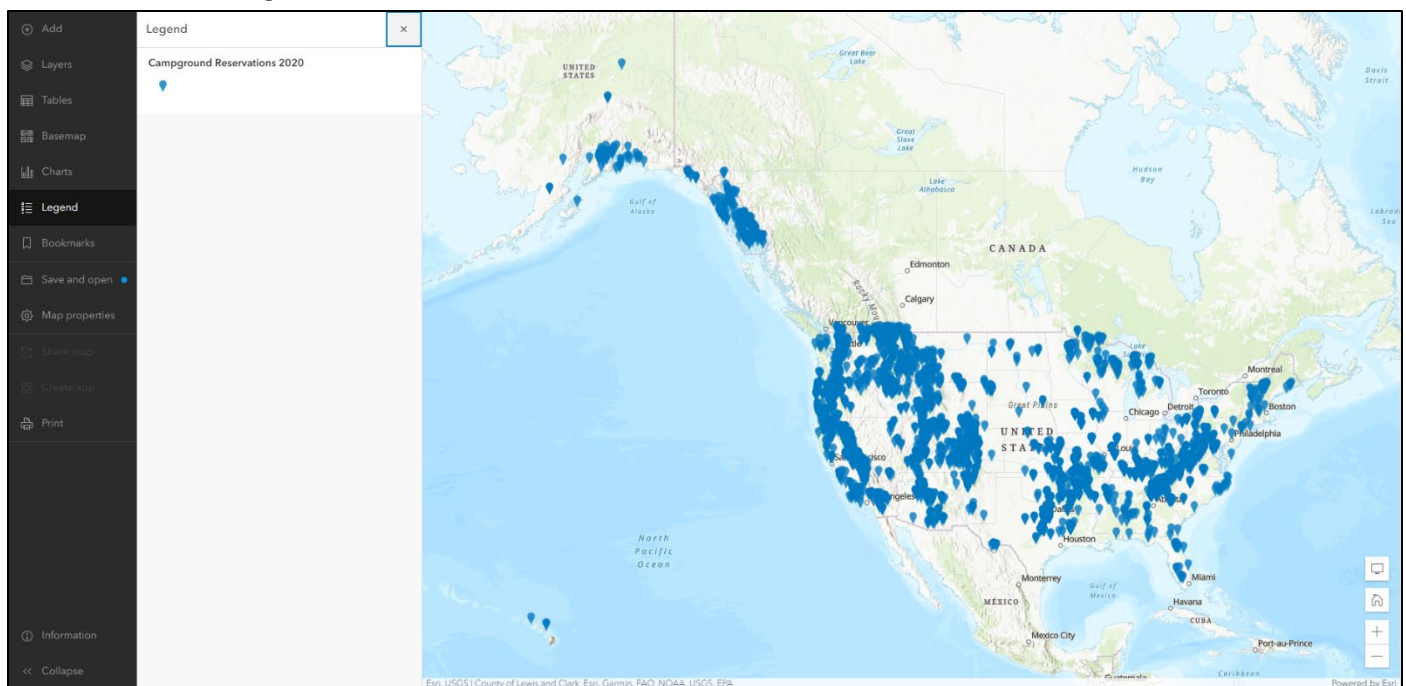 Add
Layers
Tables
Basemap
Charts
Legend
Bookmarks
Save and open
Map properties
Share map
Create app
Print
Information
Collapse
Legend
Campground Reservations 2020
UNITED
STATES
Great Bear
Lake
Davis
Strait
Great
Slave
Lake
Lake
Athabasca
Hudson
Bay
Gulf of
Alaska
CANADA
Edmonton
Calgary
Rocky
Vancouver
Lake
Montreal
Toronto
Great Plains
Chicago
Detroit
Boston
UNITED
Philadelphia
Houston
North
Pacific
Ocean
Monterrey
Gulf of
Mexico
Miami
MÉXICO
Havana
CUBA
Mexico City
Port-au-Prince
Guatemala
Caribbean
Esri, USGS | County of Lewis and Clark, Esri, Garmin, FAO, NOAA, USGS, EPA
Powered by Esri